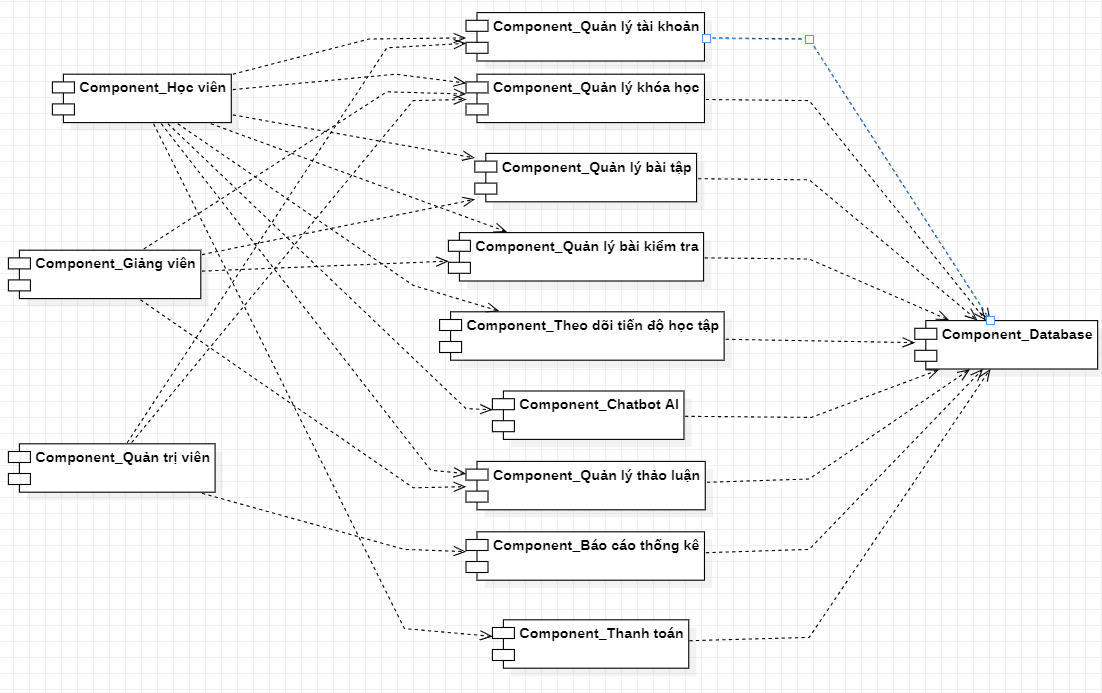 Component_Quản lý tài khoản
Component_Học viên
Component_Quản lý khóa học
Component_Quản lý bài tập
Component_Quản lý bài kiểm tra
Component_Giảng viên
Component_Theo dõi tiến độ học tập
Component_Database
Component_Chatbot AI
Component_Quản trị viên
Component_Quản lý thảo luận
Component_Báo cáo thống kê
Component_Thanh toán